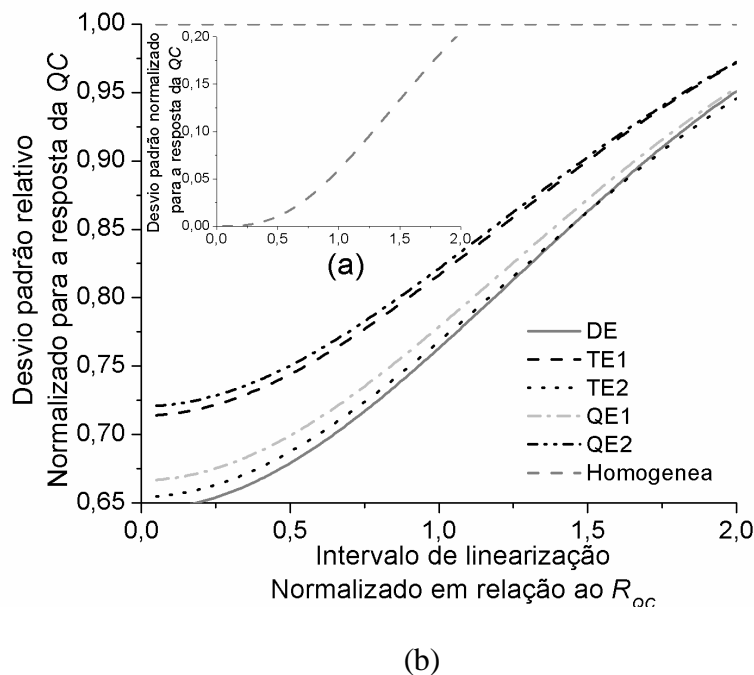 Desvio padrão relativo
Normalizado para a resposta da QC
1,00
0,95
0,90
0,85
0,80
0,75
0,70
0,65
0,0
0,5
1,0
1,5
2,0
Intervalo de linearização
Normalizado em relação ao R_QC
Desvio padrão normalizado
para a resposta da QC
0,20
0,15
0,10
0,05
0,00
0,0
0,5
1,0
1,5
2,0
(a)
DE
TE1
TE2
QE1
QE2
Homogenea
(b)